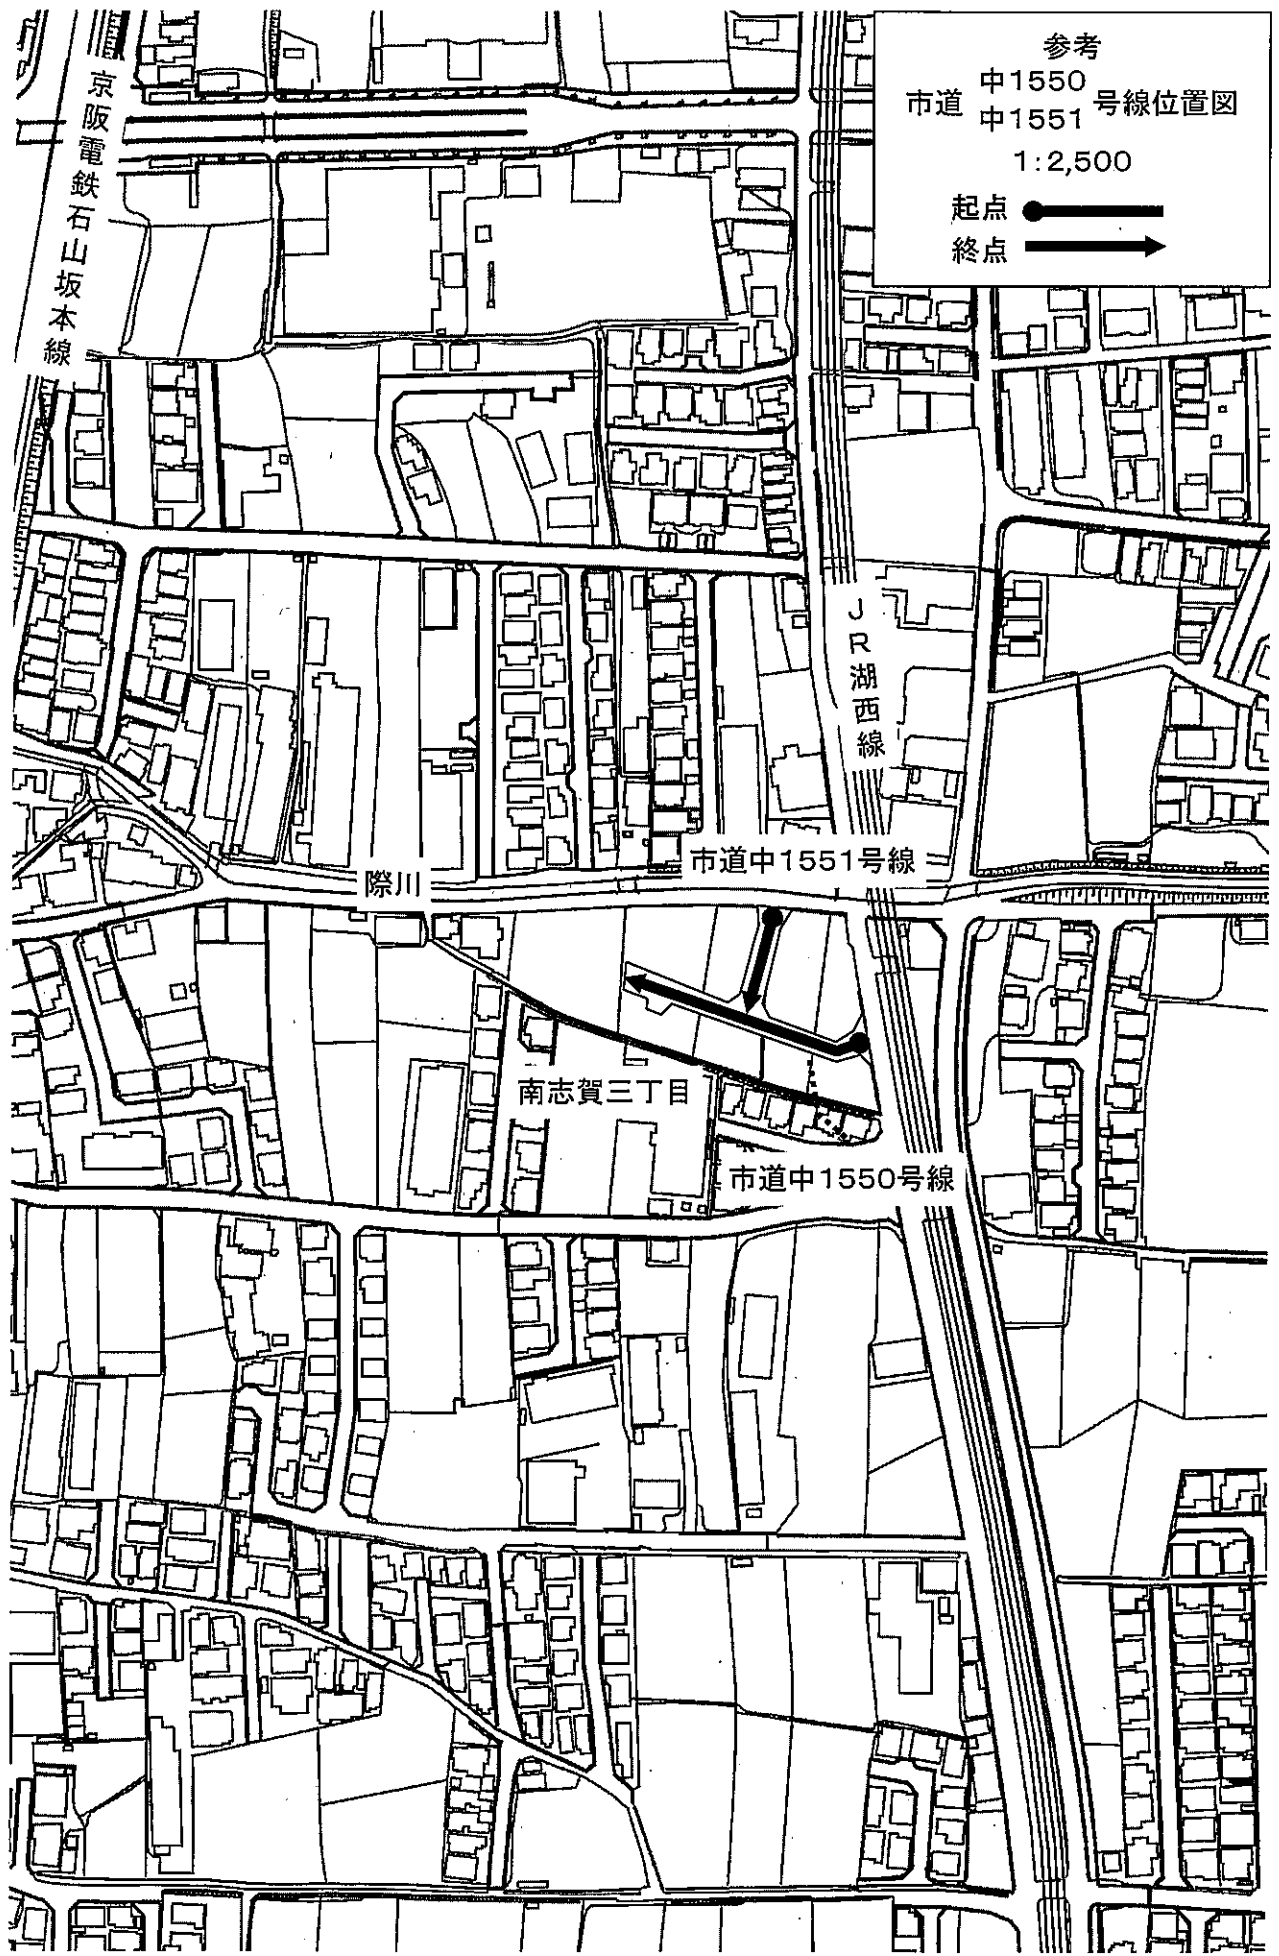 参考
市道 中1550 号線位置図
中1551
1:2,500
起点
終点
京阪電鉄石山坂本線
JR湖西線
市道中1551号線
際川
南志賀三丁目
市道中1550号線